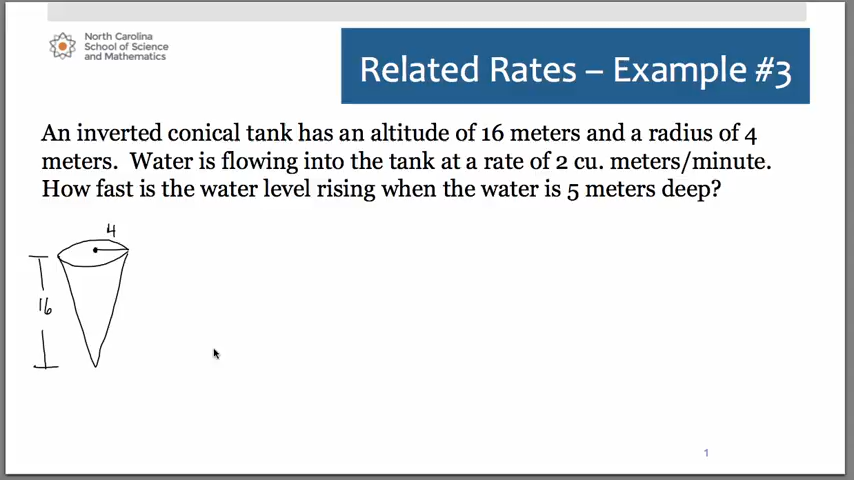 North Carolina
School of Science
and Mathematics
Related Rates – Example #3
An inverted conical tank has an altitude of 16 meters and a radius of 4
meters.  Water is flowing into the tank at a rate of 2 cu. meters/minute.
How fast is the water level rising when the water is 5 meters deep?
4
16
1